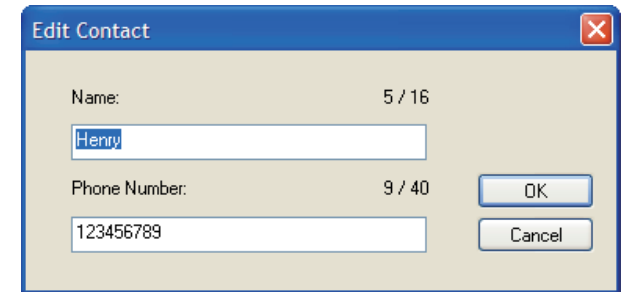 Edit Contact
Name: 5 / 16
Henry
Phone Number: 9 / 40
123456789
OK
Cancel